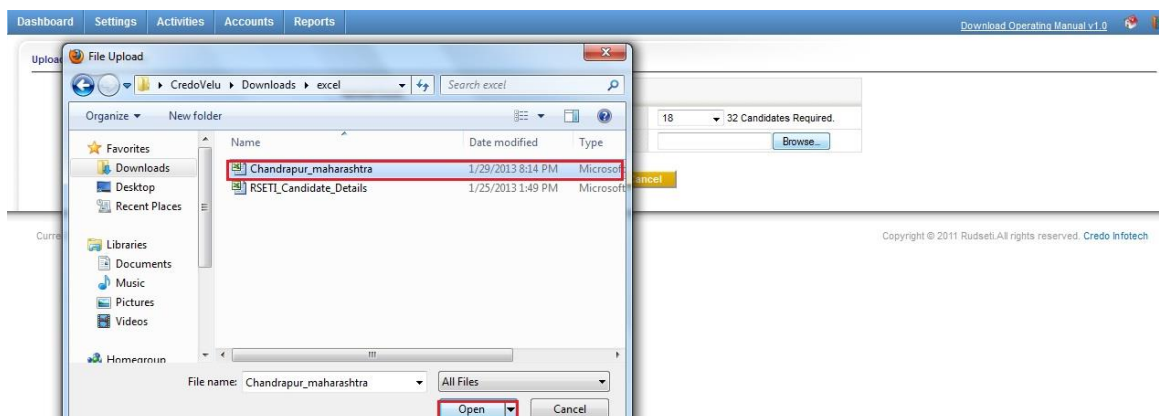 Dashboard Settings Activities Accounts Reports
Download Operating Manual v1.0
Upload
File Upload
CredoVelu Downloads excel Search excel
Organize New folder
18 32 Candidates Required.
Browse...
Favorites
Downloads
Desktop
Recent Places
Libraries
Documents
Music
Pictures
Videos
Homegroup
Name Date modified Type
Chandrapur_maharashtra 1/29/2013 8:14 PM Microsoft
RSETI_Candidate_Details 1/25/2013 1:49 PM Microsoft
ancel
Curre
Copyright © 2011 Rudseti.All rights reserved. Credo Infotech
File name: Chandrapur_maharashtra All Files
Open Cancel